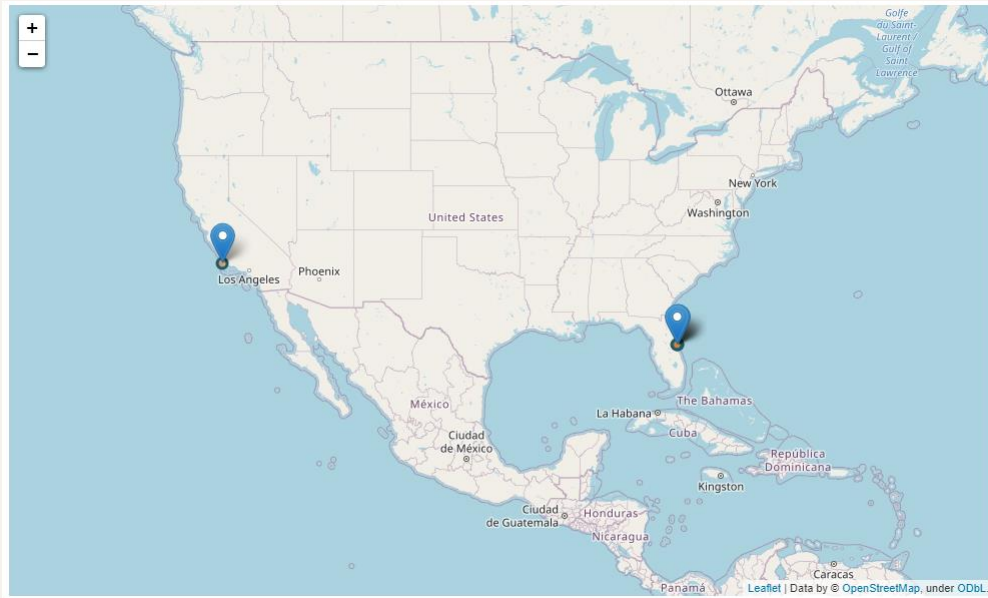 +
−
Golfe
du Saint-
Laurent /
Gulf of
Saint
Lawrence
Ottawa
New York
Washington
United States
Los Angeles
Phoenix
México
The Bahamas
La Habana
Cuba
Ciudad
de México
República
Dominicana
Kingston
Ciudad
de Guatemala
Honduras
Nicaragua
Caracas
Panamá
Leaflet | Data by © OpenStreetMap, under ODbL.